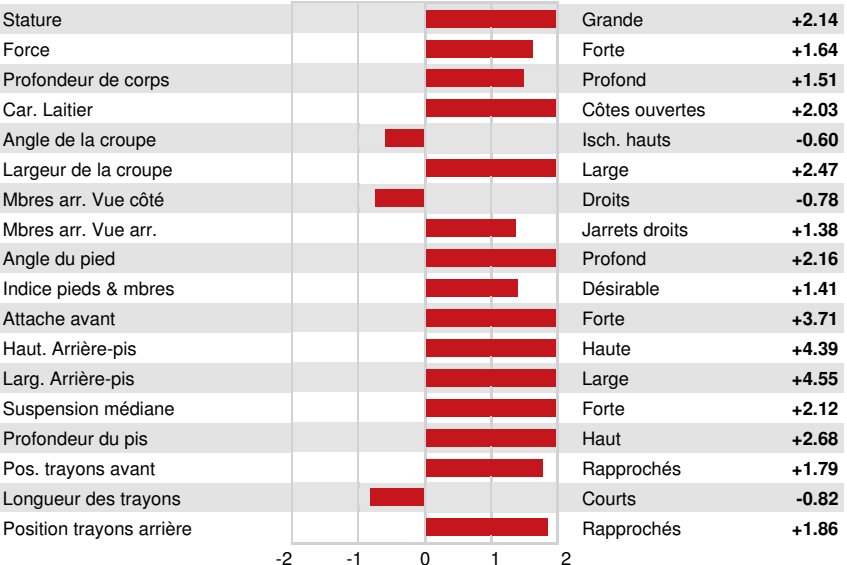 Stature Grande +2.14
Force Forte +1.64
Profondeur de corps Profond +1.51
Car. Laitier Côtes ouvertes +2.03
Angle de la croupe Isch. hauts -0.60
Largeur de la croupe Large +2.47
Mbres arr. Vue côté Droits -0.78
Mbres arr. Vue arr. Jarrets droits +1.38
Angle du pied Profond +2.16
Indice pieds & mbres Désirable +1.41
Attache avant Forte +3.71
Haut. Arrière-pis Haute +4.39
Larg. Arrière-pis Large +4.55
Suspension médiane Forte +2.12
Profondeur du pis Haut +2.68
Pos. trayons avant Rapprochés +1.79
Longueur des trayons Courts -0.82
Position trayons arrière Rapprochés +1.86
-2 -1 0 1 2